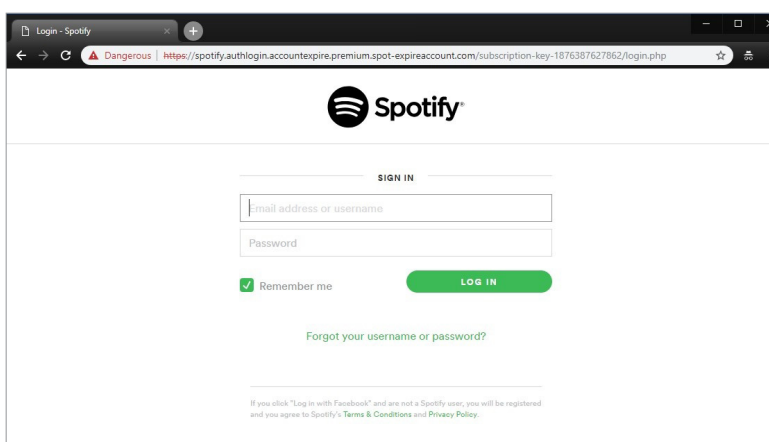 Login - Spotify
Dangerous | https://spotify.authlogin.accountexpire.premium.spot-expireaccount.com/subscription-key-1876387627862/login.php
Spotify®
SIGN IN
Email address or username
Password
Remember me
LOG IN
Forgot your username or password?
If you click "Log in with Facebook" and are not a Spotify user, you will be registered
and you agree to Spotify's Terms & Conditions and Privacy Policy.